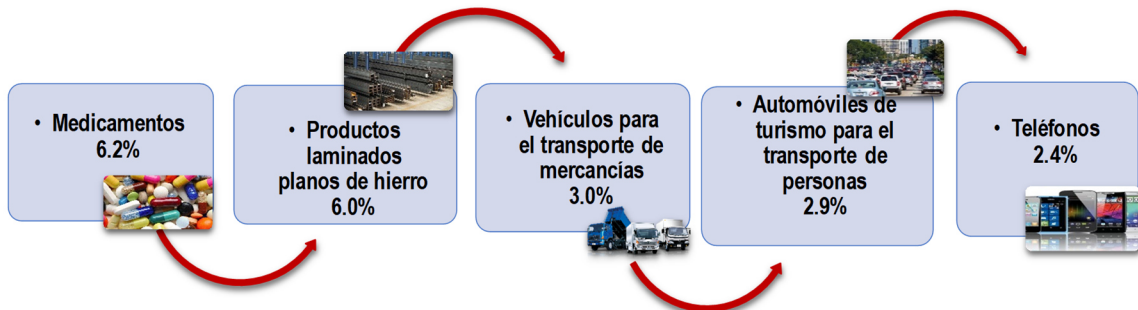 • Medicamentos
6.2%
• Productos
laminados
planos de hierro
6.0%
• Vehículos para
el transporte de
mercancías
3.0%
• Automóviles de
turismo para el
transporte de
personas
2.9%
• Teléfonos
2.4%